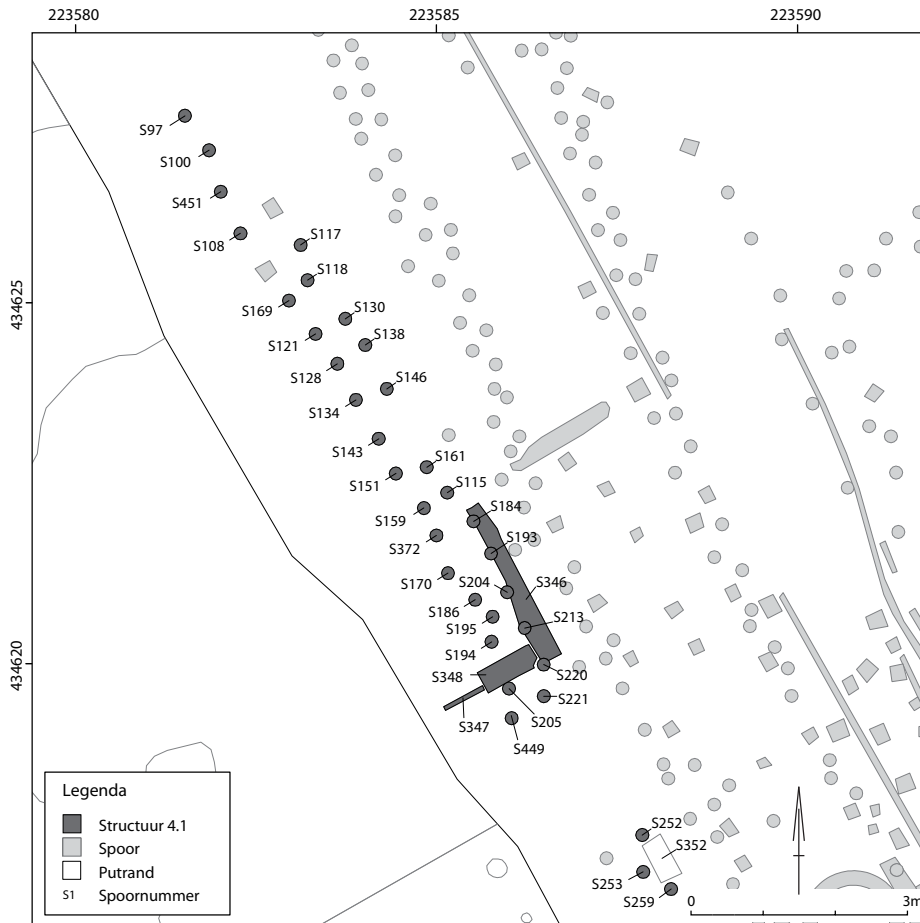 223580
223585
223590
S97
S100
S451
S108
S117
S118
S169
S130
S121
S138
S128
S146
S134
S143
S161
S151
S115
S184
S159
S193
S372
S204
S346
S170
S186
S213
S195
S194
S348
S220
S221
S347
S205
S449
434625
434620
S252
S352
S253
S259
Legenda
Structuur 4.1
Spoor
Putrand
S1 Spoornummer
0 3m